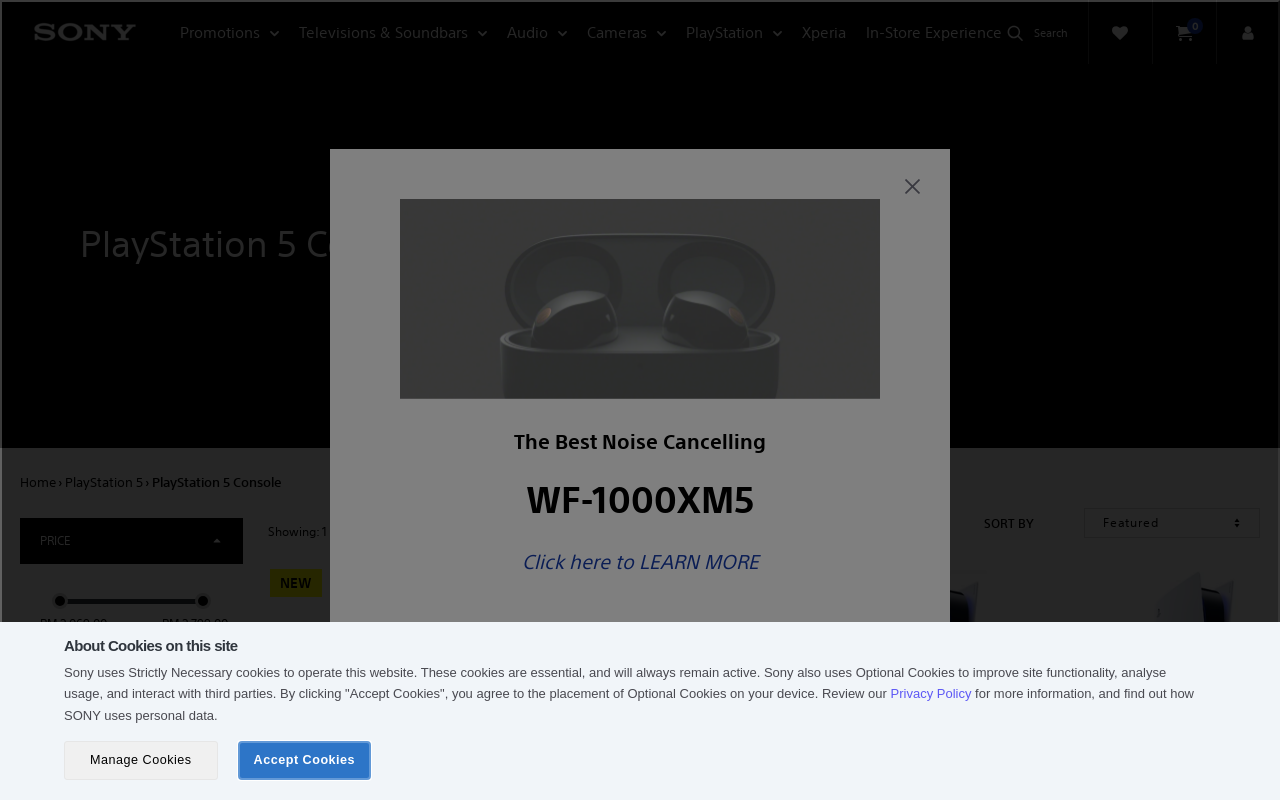 SONY
Promotions
Televisions & Soundbars
Audio
Cameras
PlayStation
Xperia
In-Store Experience
Search
0
PlayStation 5 Co
The Best Noise Cancelling
WF-1000XM5
Click here to LEARN MORE
Home › PlayStation 5 › PlayStation 5 Console
PRICE
Showing: 1
SORT BY
Featured
NEW
About Cookies on this site
Sony uses Strictly Necessary cookies to operate this website. These cookies are essential, and will always remain active. Sony also uses Optional Cookies to improve site functionality, analyse
usage, and interact with third parties. By clicking "Accept Cookies", you agree to the placement of Optional Cookies on your device. Review our Privacy Policy for more information, and find out how
SONY uses personal data.
Manage Cookies
Accept Cookies